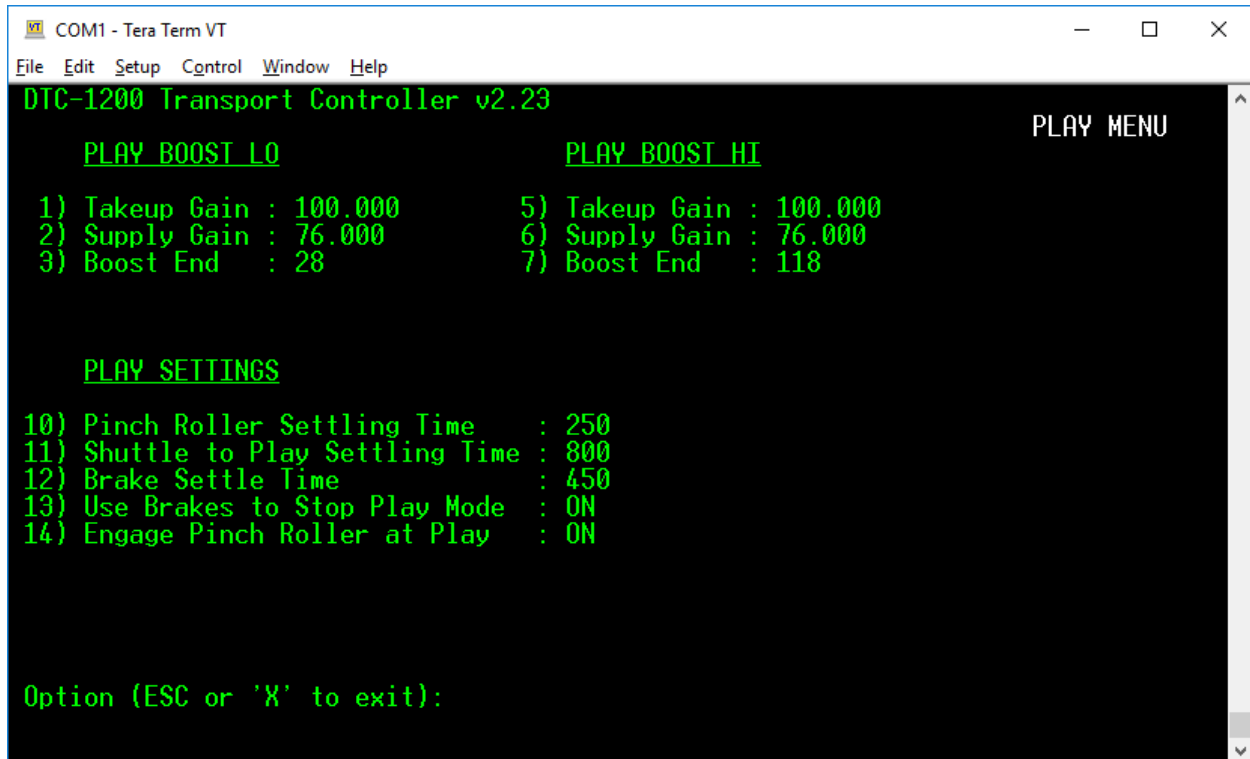 COM1 - Tera Term VT
File Edit Setup Control Window Help
DTC-1200 Transport Controller v2.23
PLAY MENU
PLAY BOOST LO PLAY BOOST HI
1) Takeup Gain : 100.000 5) Takeup Gain : 100.000
2) Supply Gain : 76.000 6) Supply Gain : 76.000
3) Boost End : 28 7) Boost End : 118
PLAY SETTINGS
10) Pinch Roller Settling Time : 250
11) Shuttle to Play Settling Time : 800
12) Brake Settle Time : 450
13) Use Brakes to Stop Play Mode : ON
14) Engage Pinch Roller at Play : ON
Option (ESC or 'X' to exit):